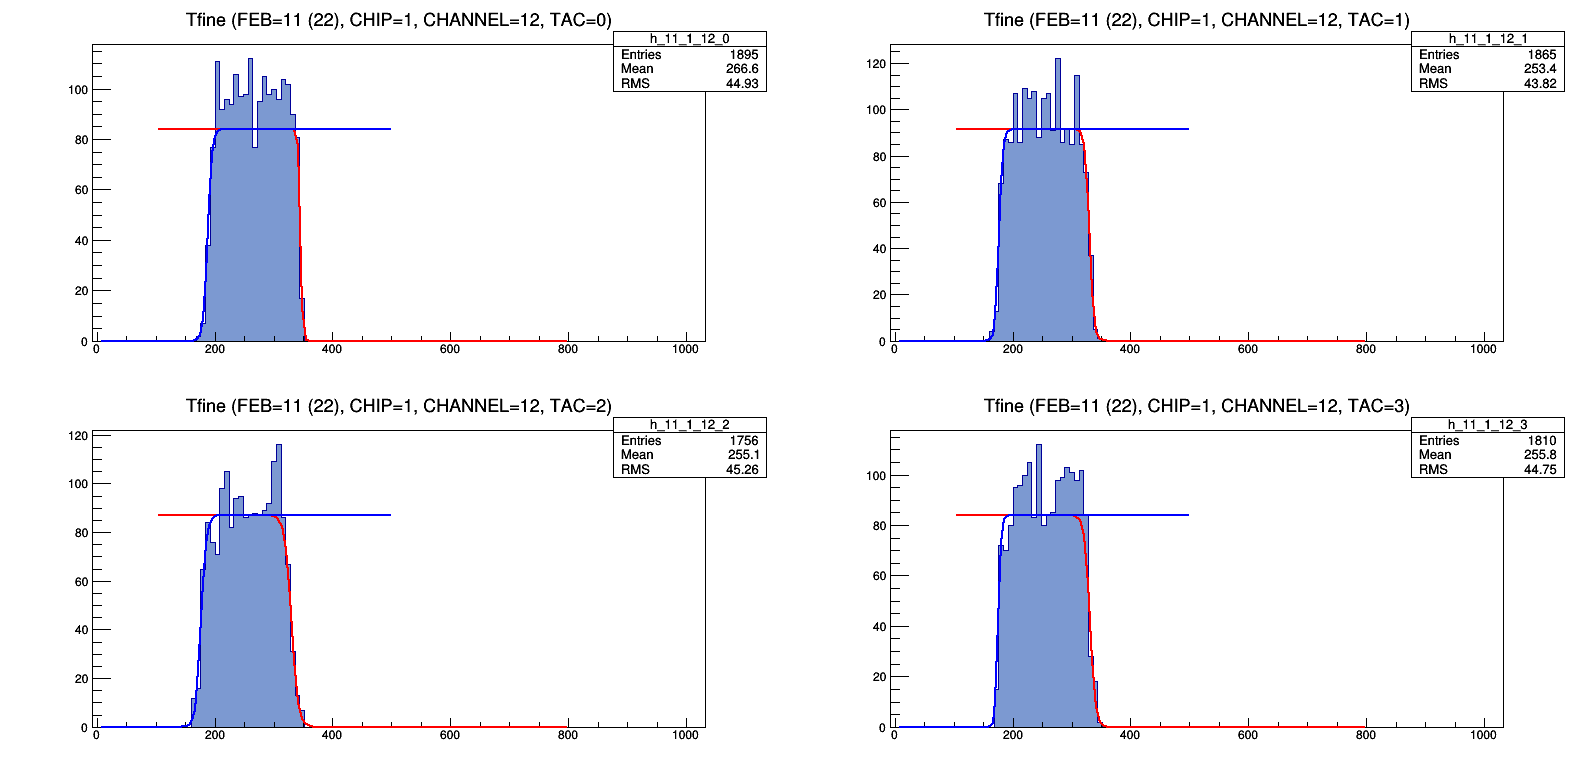 Tfine (FEB=11 (22), CHIP=1, CHANNEL=12, TAC=0)
h_11_1_12_0
Entries 1895
Mean 266.6
RMS 44.93
100
80
60
40
20
0
0 200 400 600 800 1000
Tfine (FEB=11 (22), CHIP=1, CHANNEL=12, TAC=1)
h_11_1_12_1
Entries 1865
Mean 253.4
RMS 43.82
120
100
80
60
40
20
0
0 200 400 600 800 1000
Tfine (FEB=11 (22), CHIP=1, CHANNEL=12, TAC=2)
h_11_1_12_2
Entries 1756
Mean 255.1
RMS 45.26
120
100
80
60
40
20
0
0 200 400 600 800 1000
Tfine (FEB=11 (22), CHIP=1, CHANNEL=12, TAC=3)
h_11_1_12_3
Entries 1810
Mean 255.8
RMS 44.75
100
80
60
40
20
0
0 200 400 600 800 1000